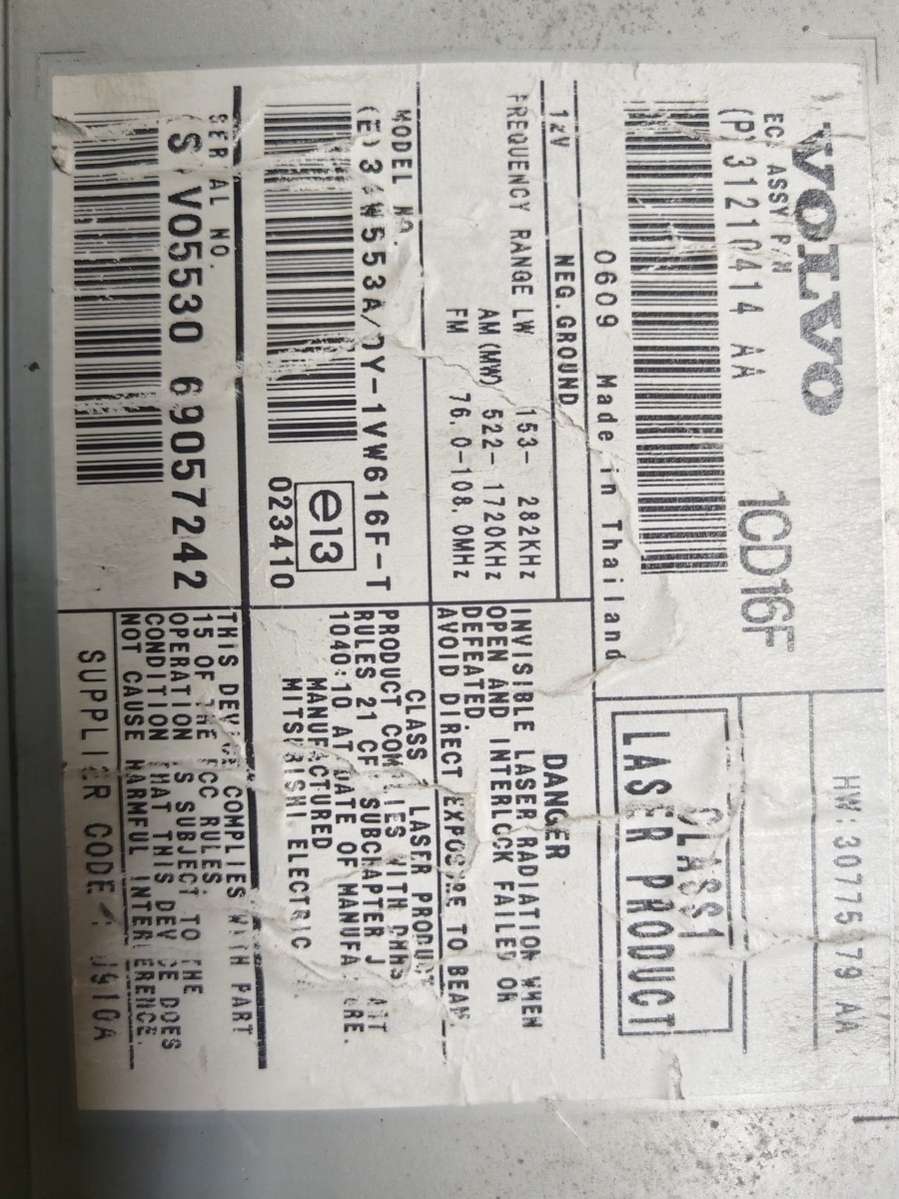 VOLVO
1CD16F
HW:30775 79 AA
ECU ASSY P/N
(P) 31210414 AA
CLASS1
LASER PRODUCT
0609 Made in Thailand
12V NEG.GROUND
FREQUENCY RANGE LW 153- 282KHz
AM(MW) 522- 1720KHz
FM 76.0-108.0MHz
DANGER
INVISIBLE LASER RADIATION WHEN
OPEN AND INTERLOCK FAILED OR
DEFEATED.
AVOID DIRECT EXPOSURE TO BEAM.
MODEL NO.
(E)34W553A/DY-1VW616F-T
e13
023410
CLASS 1 LASER PRODUCT
PRODUCT COMPLIES WITH DHHS
RULES 21 CFR SUBCHAPTER J PART
1040:10 AT DATE OF MANUFACTURE.
MANUFACTURED
MITSUBISHI ELECTRIC
SERIAL NO.
S V05530 69057242
THIS DEVICE COMPLIES WITH PART
15 OF THE FCC RULES.
OPERATION IS SUBJECT TO THE
CONDITION THAT THIS DEVICE DOES
NOT CAUSE HARMFUL INTERFERENCE.
SUPPLIER CODE